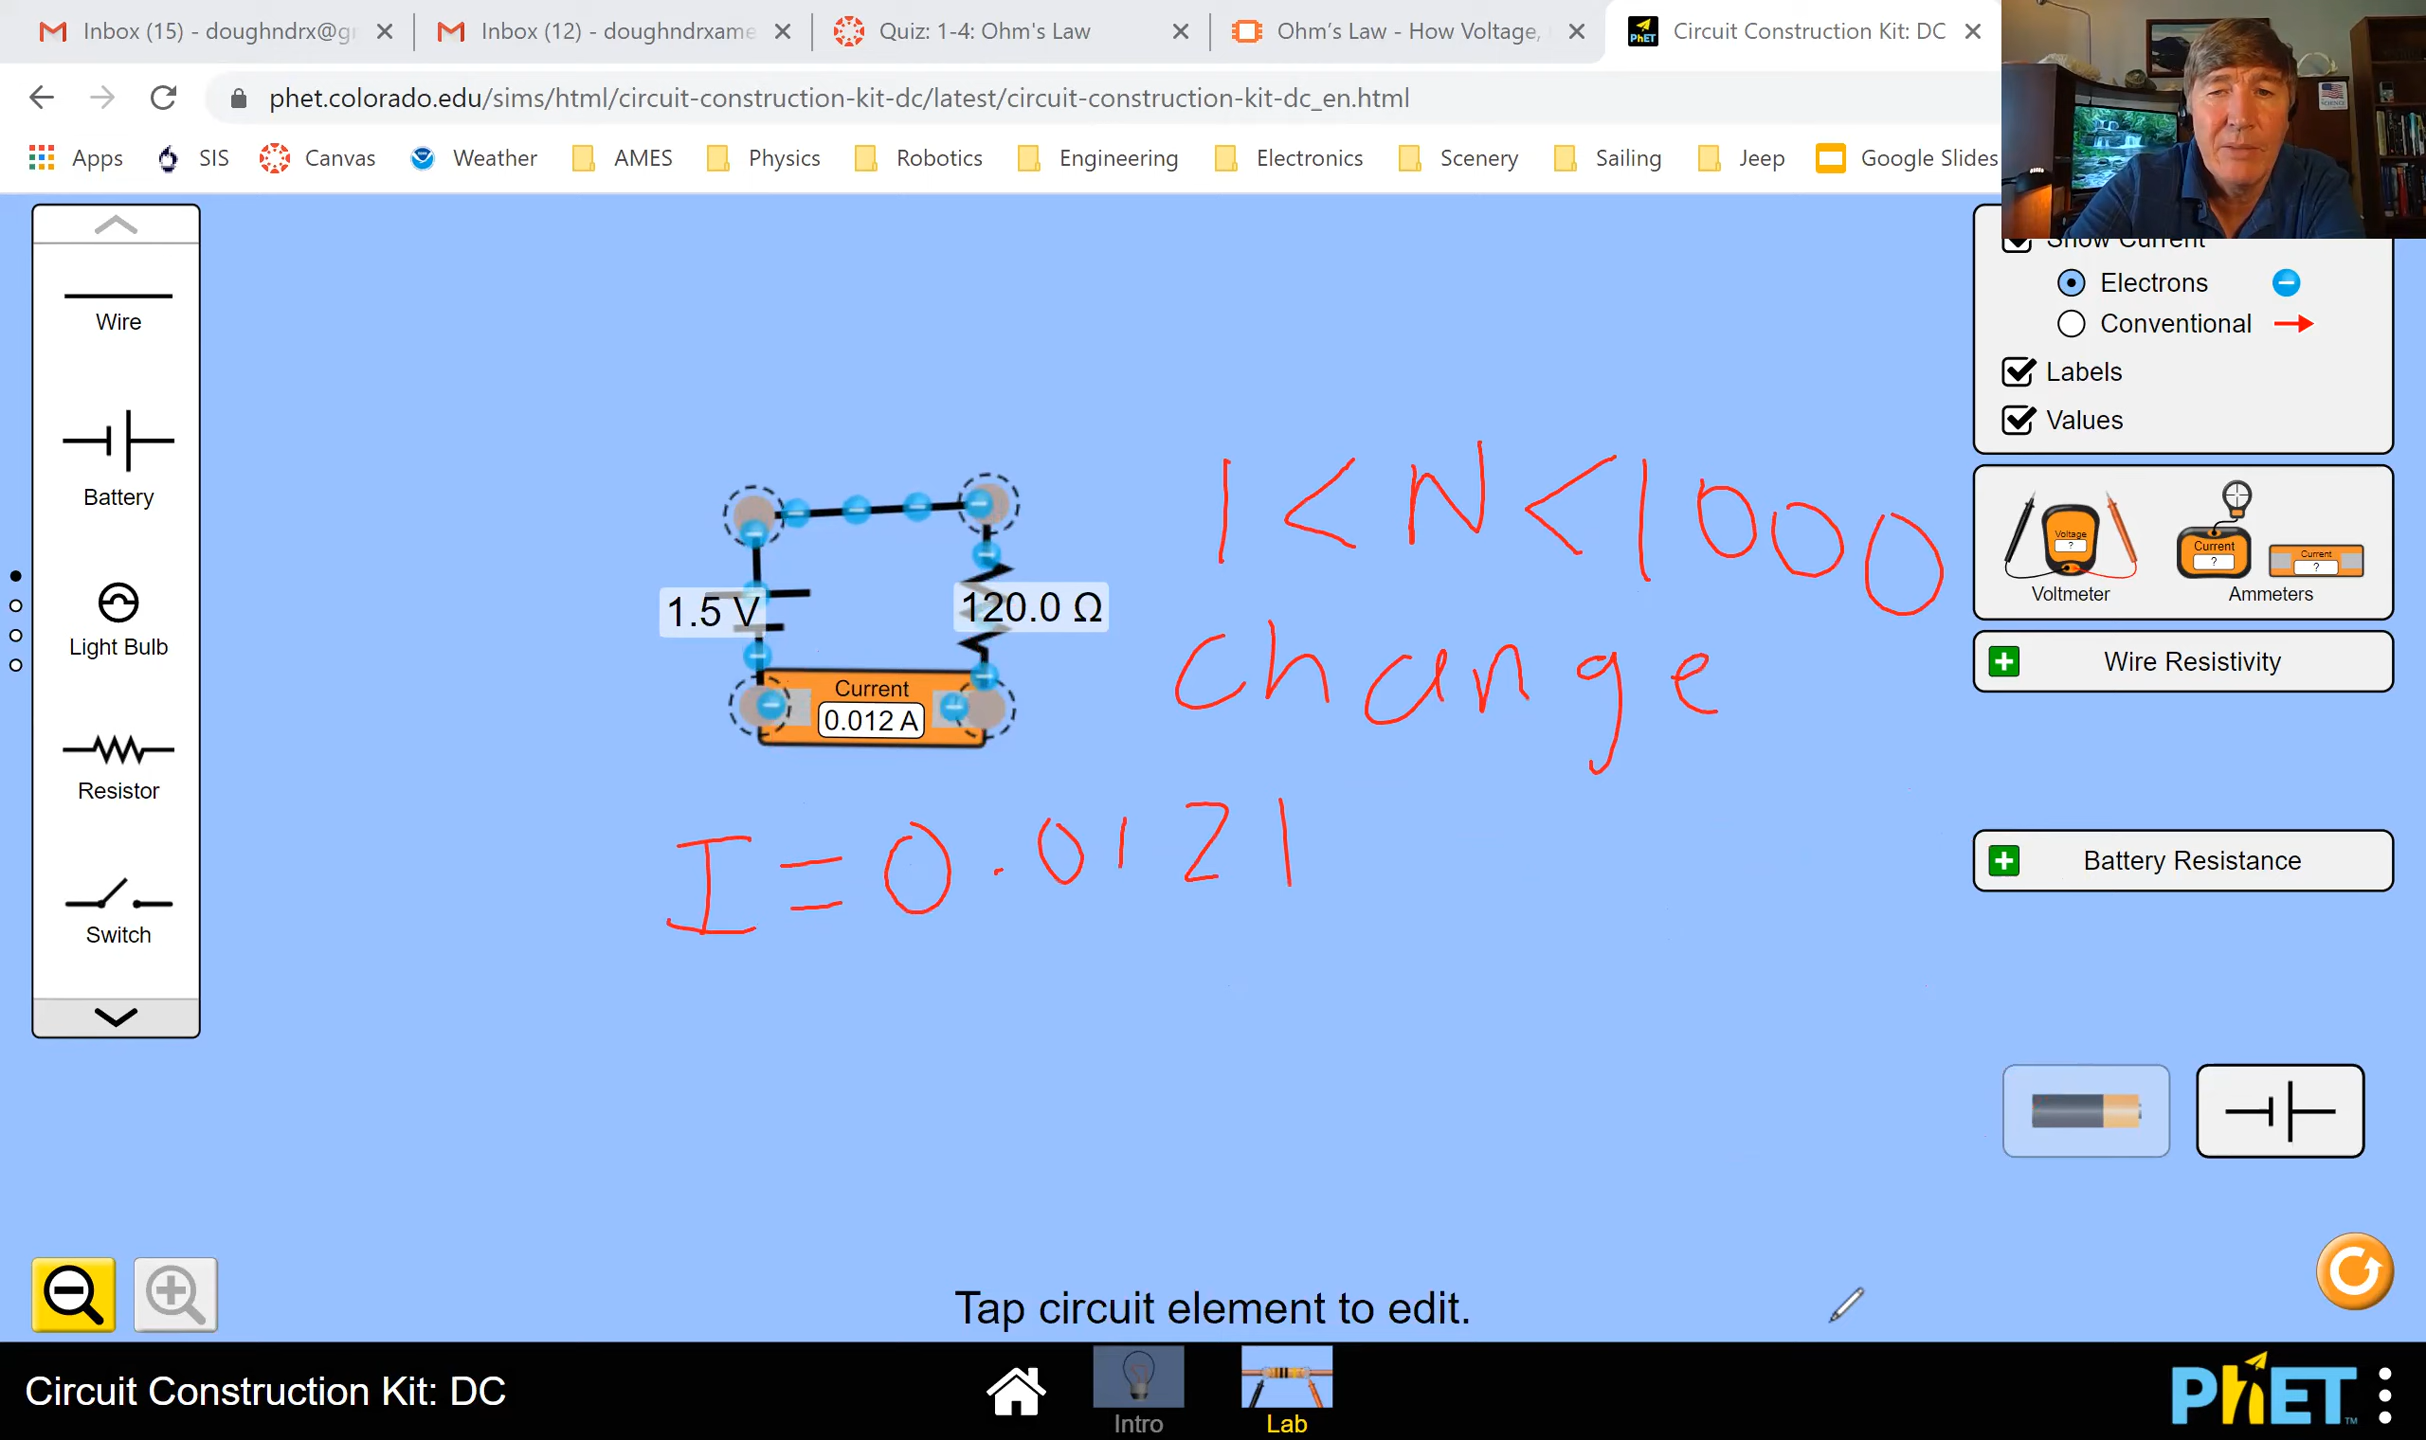 Inbox (15) - doughndrx@gr
Inbox (12) - doughndrxame
Quiz: 1-4: Ohm's Law
Ohm's Law - How Voltage,
Circuit Construction Kit: DC
phet.colorado.edu/sims/html/circuit-construction-kit-dc/latest/circuit-construction-kit-dc_en.html
Apps SIS Canvas Weather AMES Physics Robotics Engineering Electronics Scenery Sailing Jeep Google Slides
Wire
Battery
Light Bulb
Resistor
Switch
1.5 V
120.0 Ω
Current
0.012 A
1 < N < 1000
change
I = 0.0121
Show Current
Electrons
Conventional
Labels
Values
Voltage
?
Current
?
Current
?
Voltmeter
Ammeters
Wire Resistivity
Battery Resistance
Tap circuit element to edit.
Circuit Construction Kit: DC
Intro
Lab
PhET